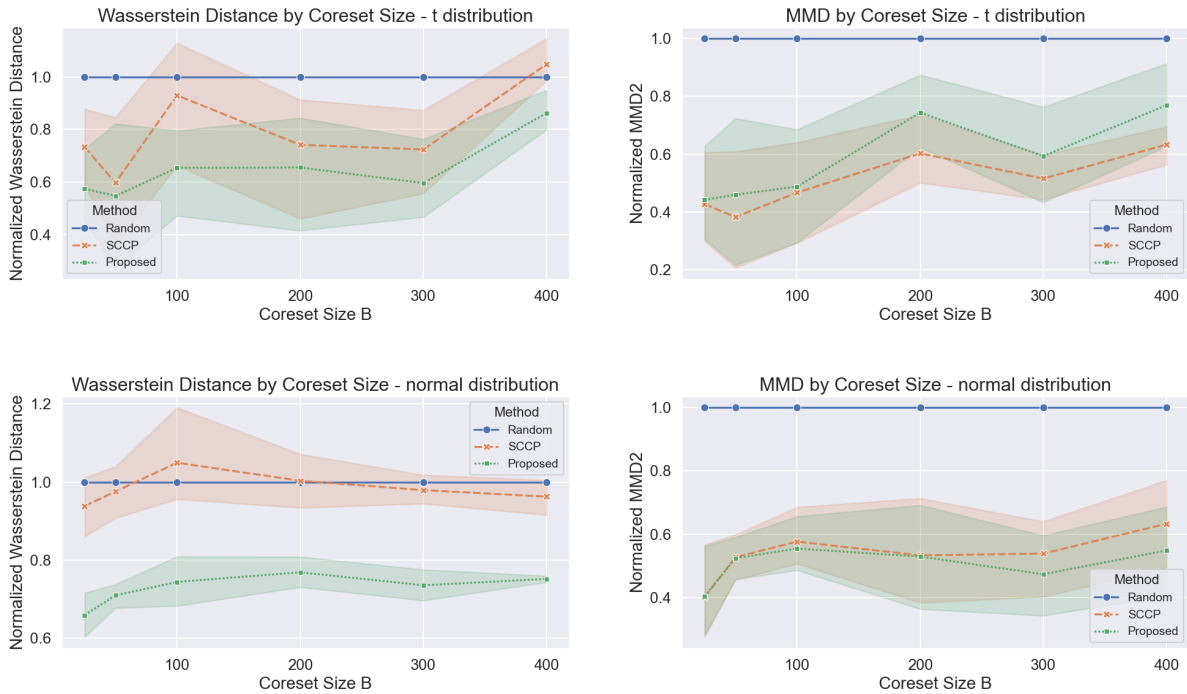 Wasserstein Distance by Coreset Size - t distribution
Normalized Wasserstein Distance
1.0
0.8
0.6
0.4
Method
Random
SCCP
Proposed
100
200
300
400
Coreset Size B
MMD by Coreset Size - t distribution
Normalized MMD2
1.0
0.8
0.6
0.4
0.2
Method
Random
SCCP
Proposed
100
200
300
400
Coreset Size B
Wasserstein Distance by Coreset Size - normal distribution
Normalized Wasserstein Distance
1.2
1.0
0.8
0.6
Method
Random
SCCP
Proposed
100
200
300
400
Coreset Size B
MMD by Coreset Size - normal distribution
Normalized MMD2
1.0
0.8
0.6
0.4
Method
Random
SCCP
Proposed
100
200
300
400
Coreset Size B